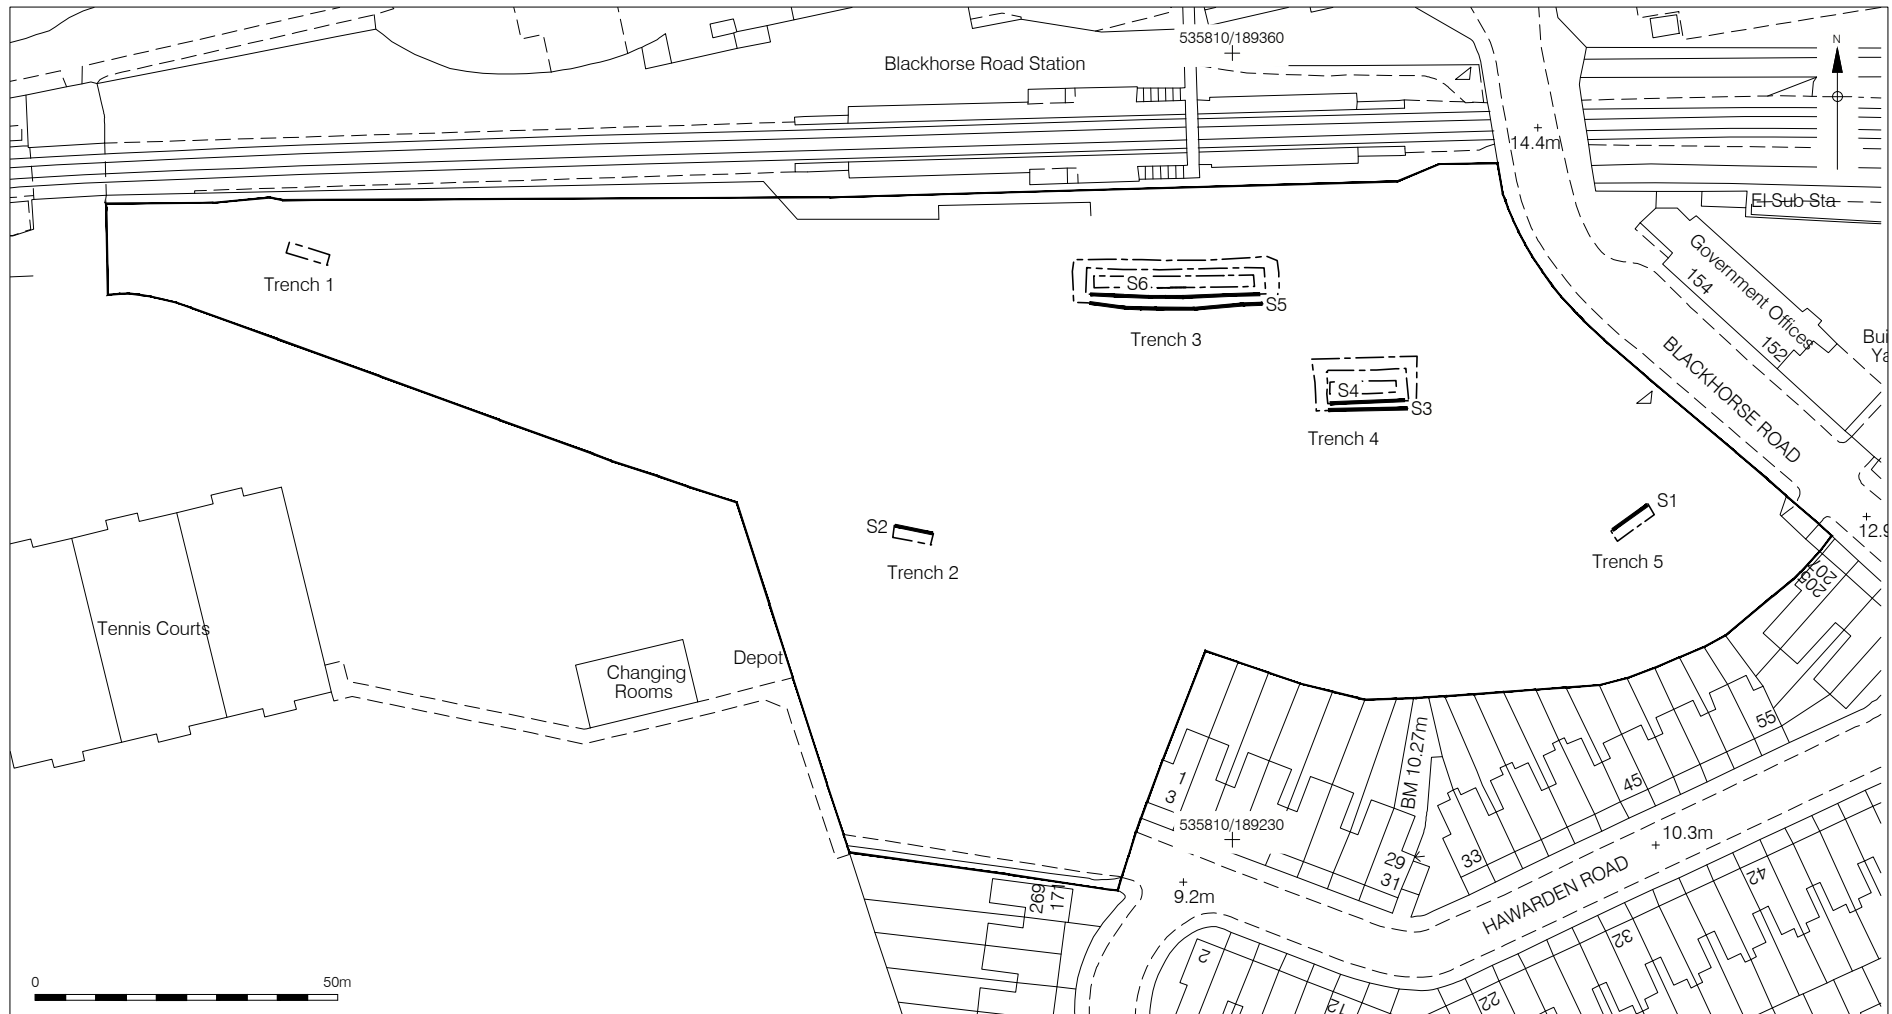 535810/189360
N
Blackhorse Road Station
14.4m
El Sub Sta
Government Offices
154
152
Trench 1
S6
S5
Trench 3
BLACKHORSE ROAD
S4
S3
Trench 4
S1
S2
12.9
Trench 5
Trench 2
207
205
Tennis Courts
Depot
Changing
Rooms
55
BM 10.27m
1
3
45
535810/189230
10.3m
33
29
31
269
171
9.2m
HAWARDEN ROAD
42
32
2
22
12
0 50m